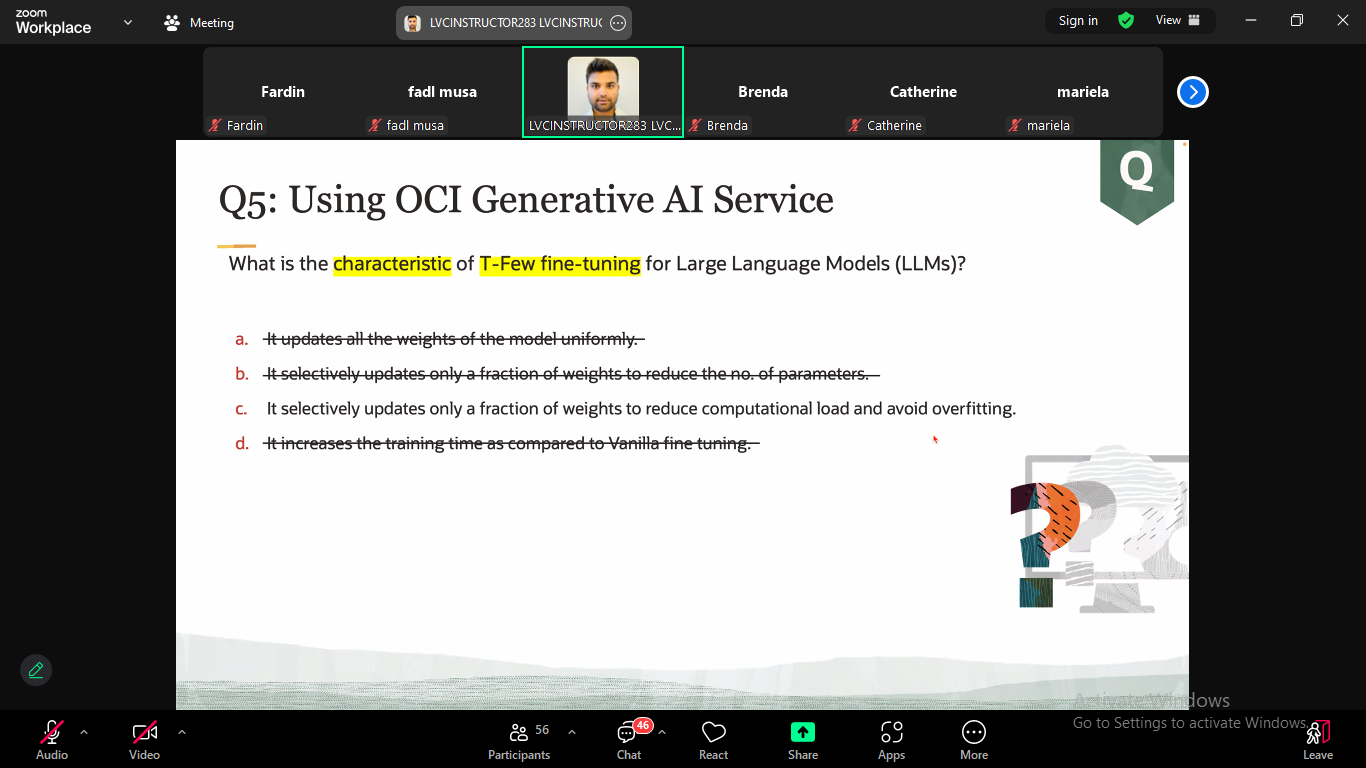 zoom
Workplace
Meeting
LVCINSTRUCTOR283 LVCINSTRUC
Sign in
View
Fardin
fadl musa
Brenda
Catherine
mariela
Fardin
fadl musa
LVCINSTRUCTOR283 LVC...
Brenda
Catherine
mariela
Q
Q5: Using OCI Generative AI Service
What is the characteristic of T-Few fine-tuning for Large Language Models (LLMs)?
a. It updates all the weights of the model uniformly.
b. It selectively updates only a fraction of weights to reduce the no. of parameters.
c. It selectively updates only a fraction of weights to reduce computational load and avoid overfitting.
d. It increases the training time as compared to Vanilla fine tuning.
Activate Windows
Go to Settings to activate Windows.
Audio
Video
56
Participants
46
Chat
React
Share
Apps
More
Leave